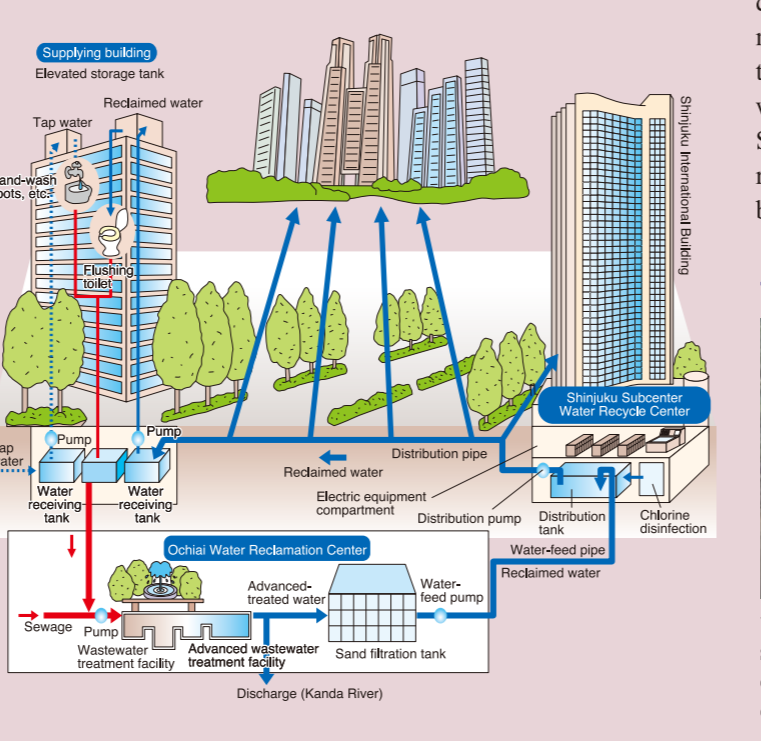 Supplying building
Elevated storage tank
Reclaimed water
Tap water
pots, etc.
Flushing
toilet
Shinjuku International Building
Shinjuku Subcenter
Water Recycle Center
Pump
Pump
Water
receiving
tank
Water
receiving
tank
Distribution pipe
Reclaimed water
Electric equipment
compartment
Distribution pump
Distribution
tank
Chlorine
disinfection
Water-feed pipe
Reclaimed water
Ochiai Water Reclamation Center
Advanced-
treated water
Water-
feed pump
Sewage
Pump
Wastewater
treatment facility
Advanced wastewater
treatment facility
Sand filtration tank
Discharge (Kanda River)